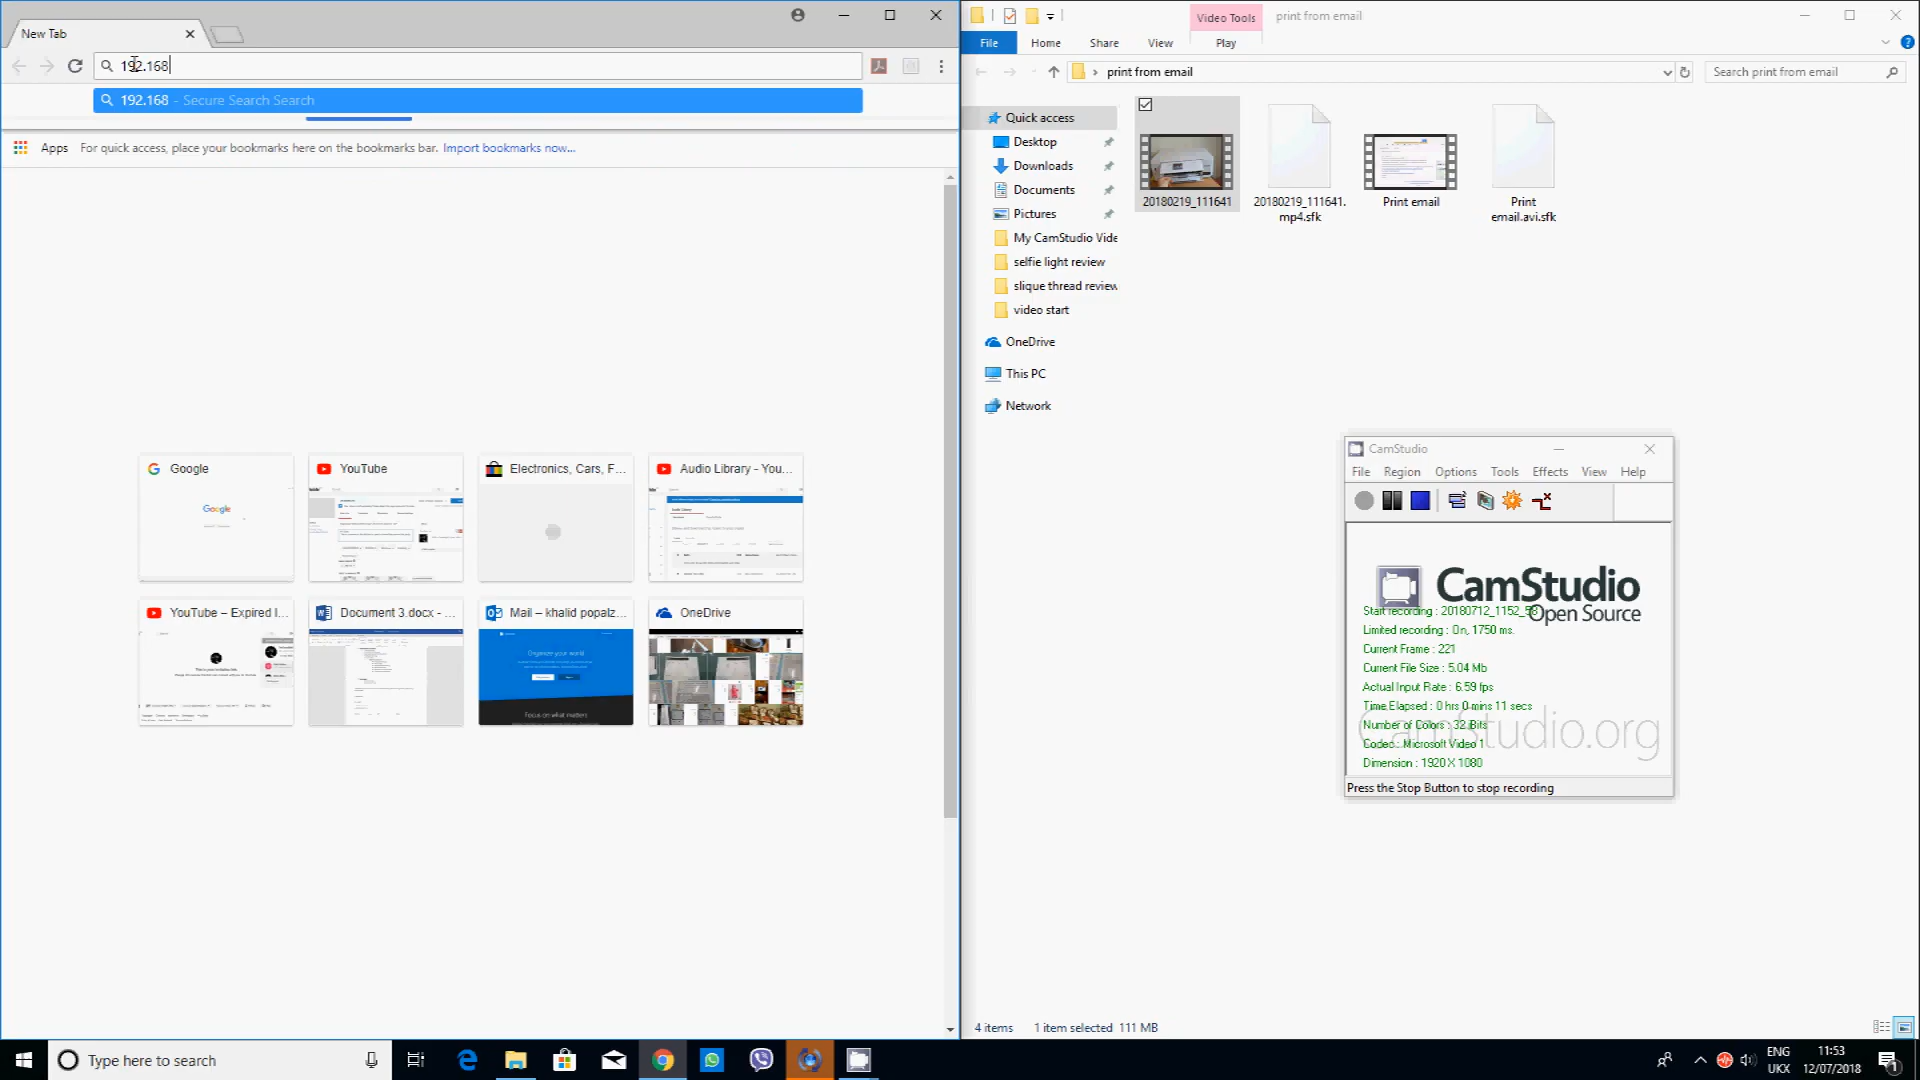 New Tab
192.168
192.168 - Secure Search Search
Apps
For quick access, place your bookmarks here on the bookmarks bar.
Import bookmarks now...
Google
YouTube
Electronics, Cars, F...
Audio Library - You...
YouTube – Expired I...
Document 3.docx - ...
Mail – khalid popalz...
OneDrive
Organize your world
Focus on what matters
Video Tools
print from email
File
Home
Share
View
Play
print from email
Search print from email
Quick access
Desktop
Downloads
Documents
Pictures
My CamStudio Vide
selfie light review
slique thread review
video start
OneDrive
This PC
Network
20180219_111641
20180219_111641.
mp4.sfk
Print email
Print
email.avi.sfk
CamStudio
File
Region
Options
Tools
Effects
View
Help
CamStudio
Open Source
Start recording : 20180712_1152_58
Limited recording : On, 1750 ms.
Current Frame : 221
Current File Size : 5.04 Mb
Actual Input Rate : 6.59 fps
Time Elapsed : 0 hrs 0 mins 11 secs
Number of Colors : 32 Bits
Codec : Microsoft Video 1
Dimension : 1920 X 1080
CamStudio.org
Press the Stop Button to stop recording
4 items
1 item selected 111 MB
Type here to search
ENG
UKX
11:53
12/07/2018
1